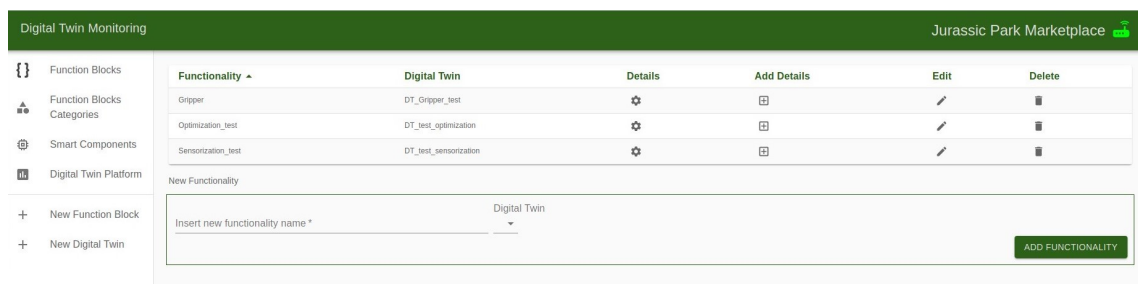 Digital Twin Monitoring
Jurassic Park Marketplace
Function Blocks
Function Blocks
Categories
Smart Components
Digital Twin Platform
New Function Block
New Digital Twin
Functionality Digital Twin Details Add Details Edit Delete
Gripper DT_Gripper_test
Optimization_test DT_test_optimization
Sensorization_test DT_test_sensorization
New Functionality
Digital Twin
Insert new functionality name *
ADD FUNCTIONALITY